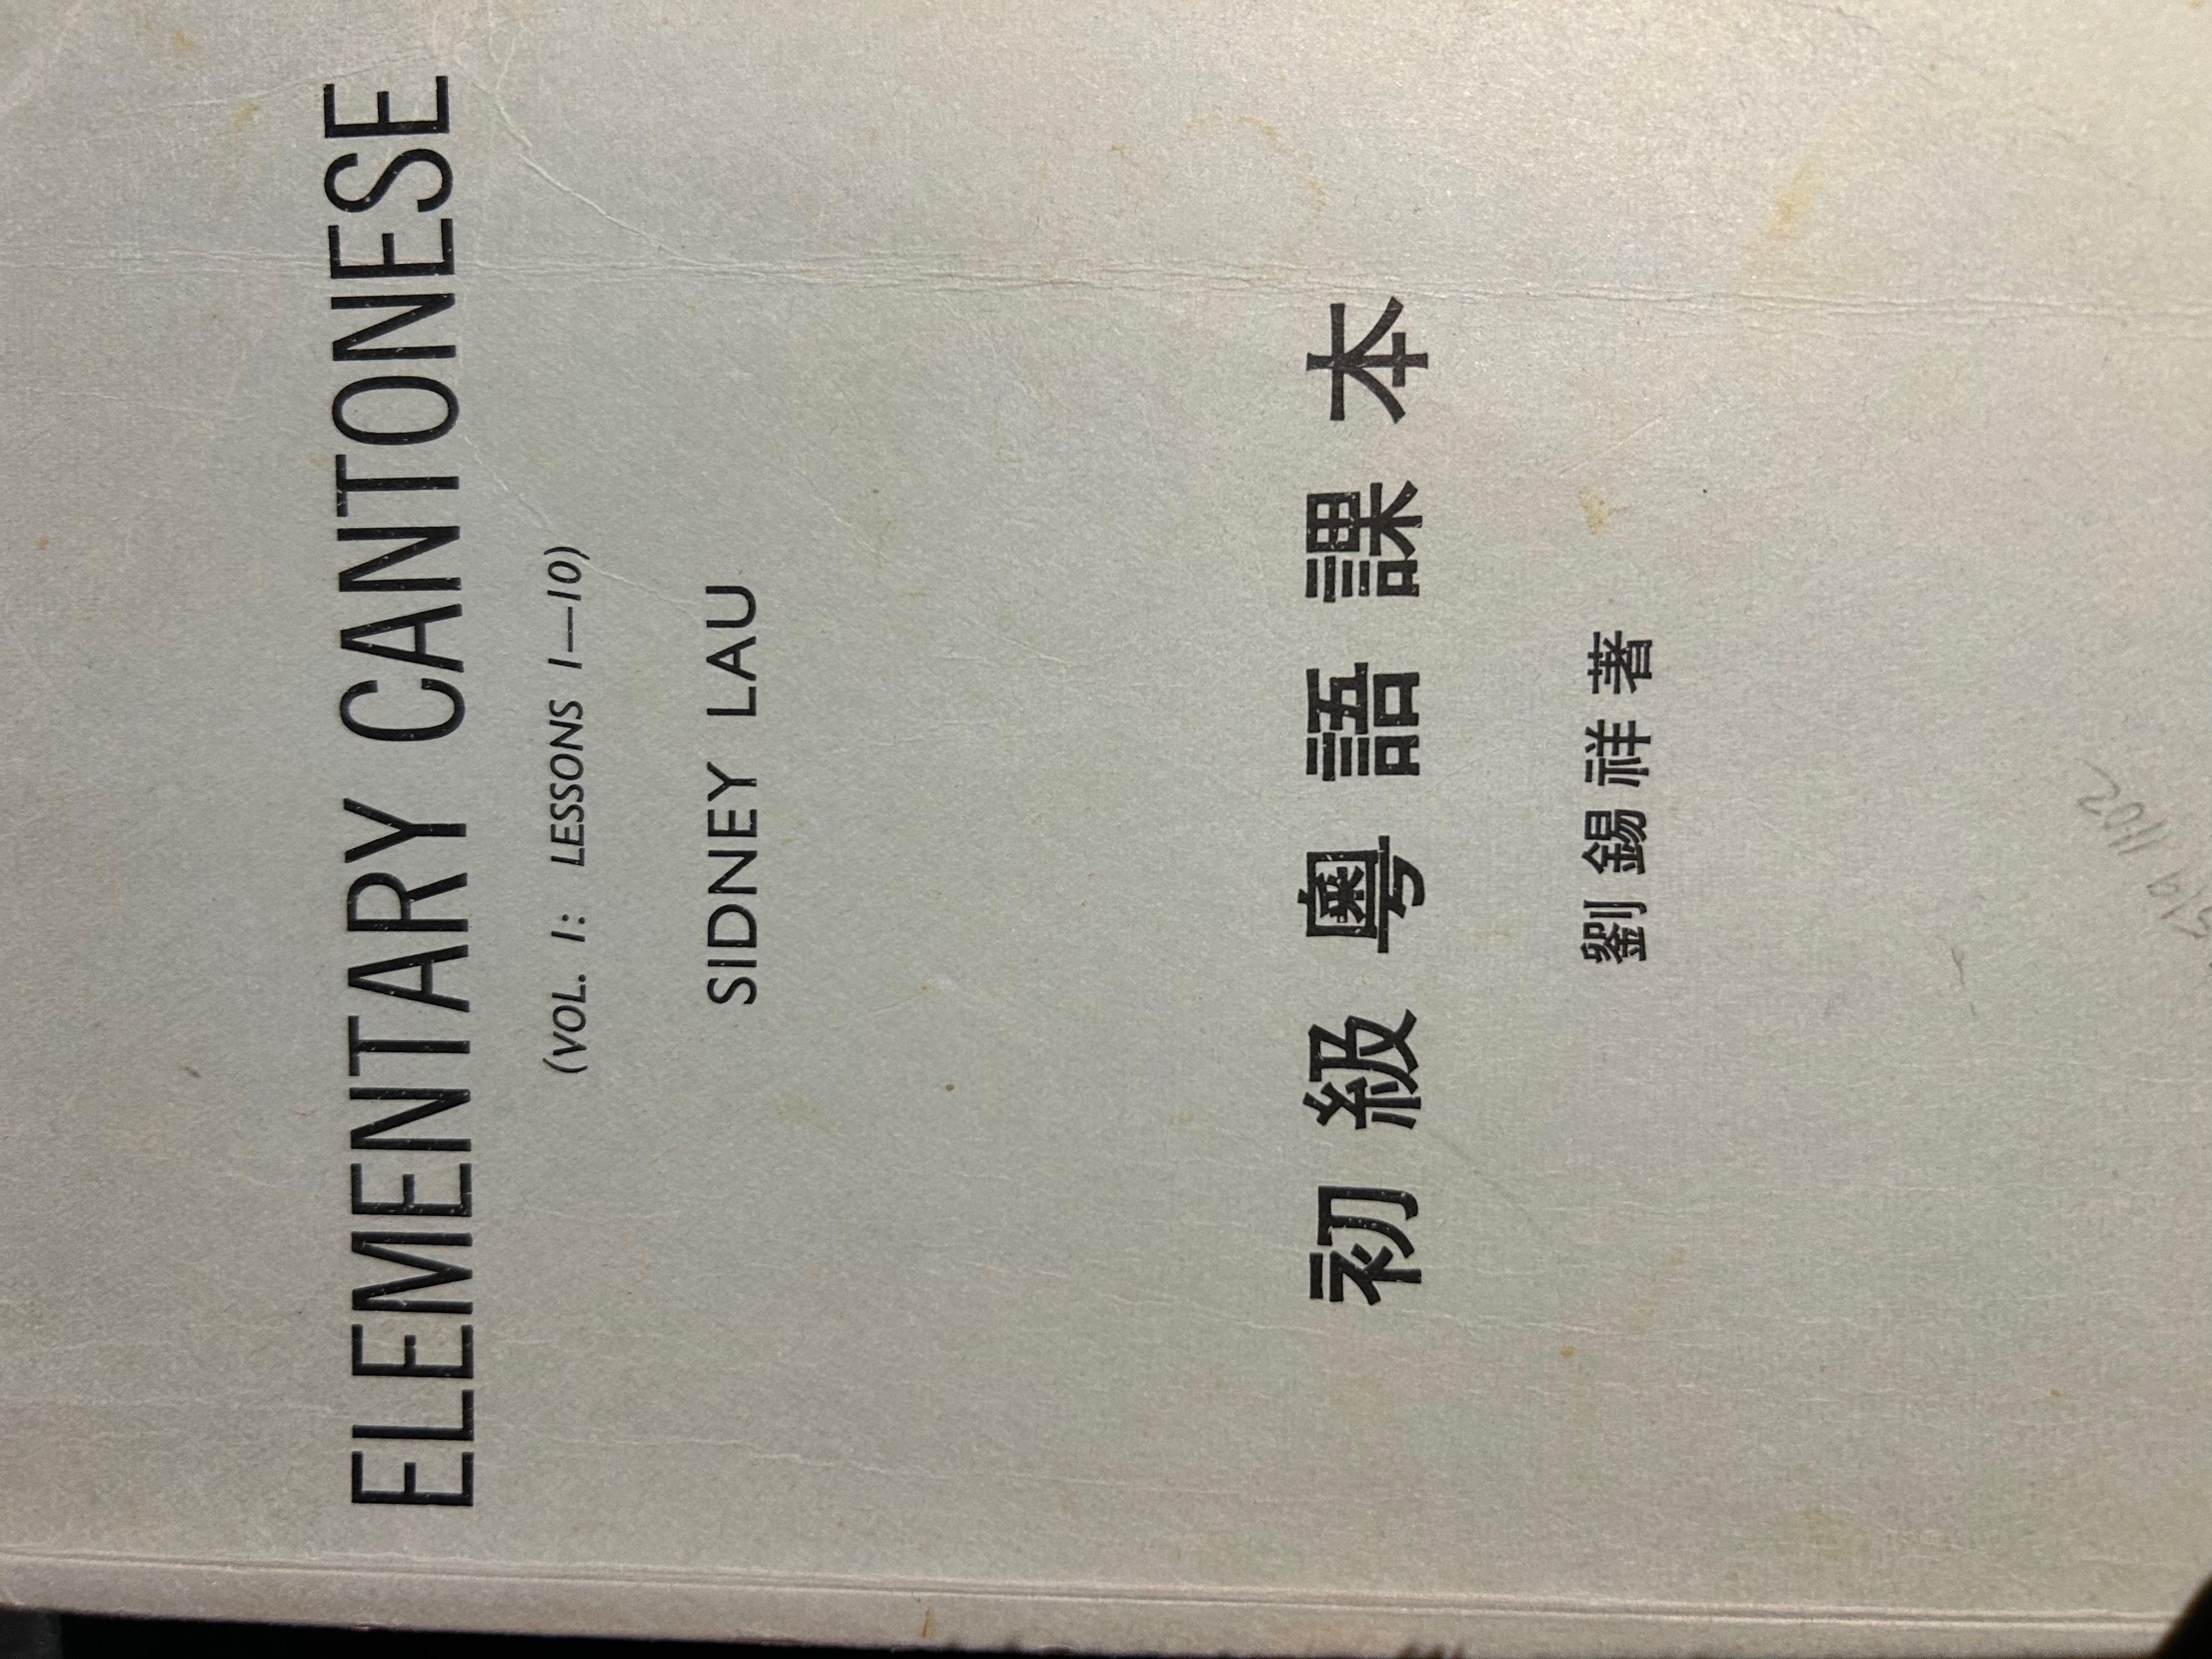 ELEMENTARY CANTONESE
(VOL. I: LESSONS 1—10)
SIDNEY LAU
初級粵語課本
劉錫祥著